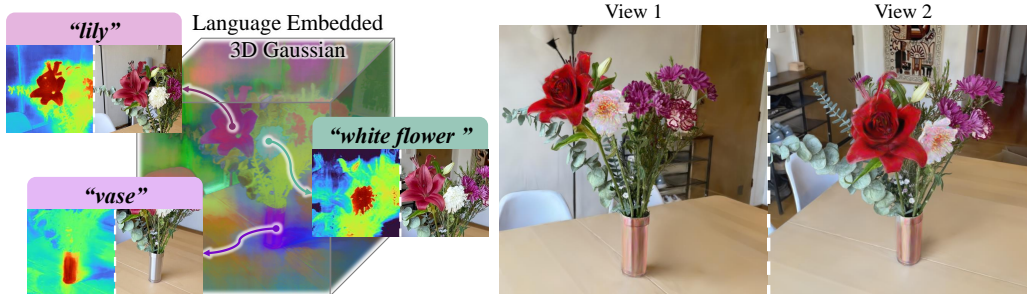 Language Embedded
3D Gaussian
“lily”
“white flower ”
“vase”
View 1
View 2